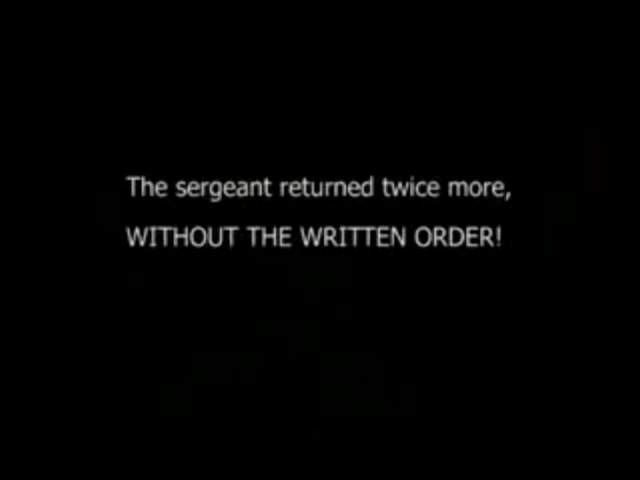 The sergeant returned twice more,
WITHOUT THE WRITTEN ORDER!